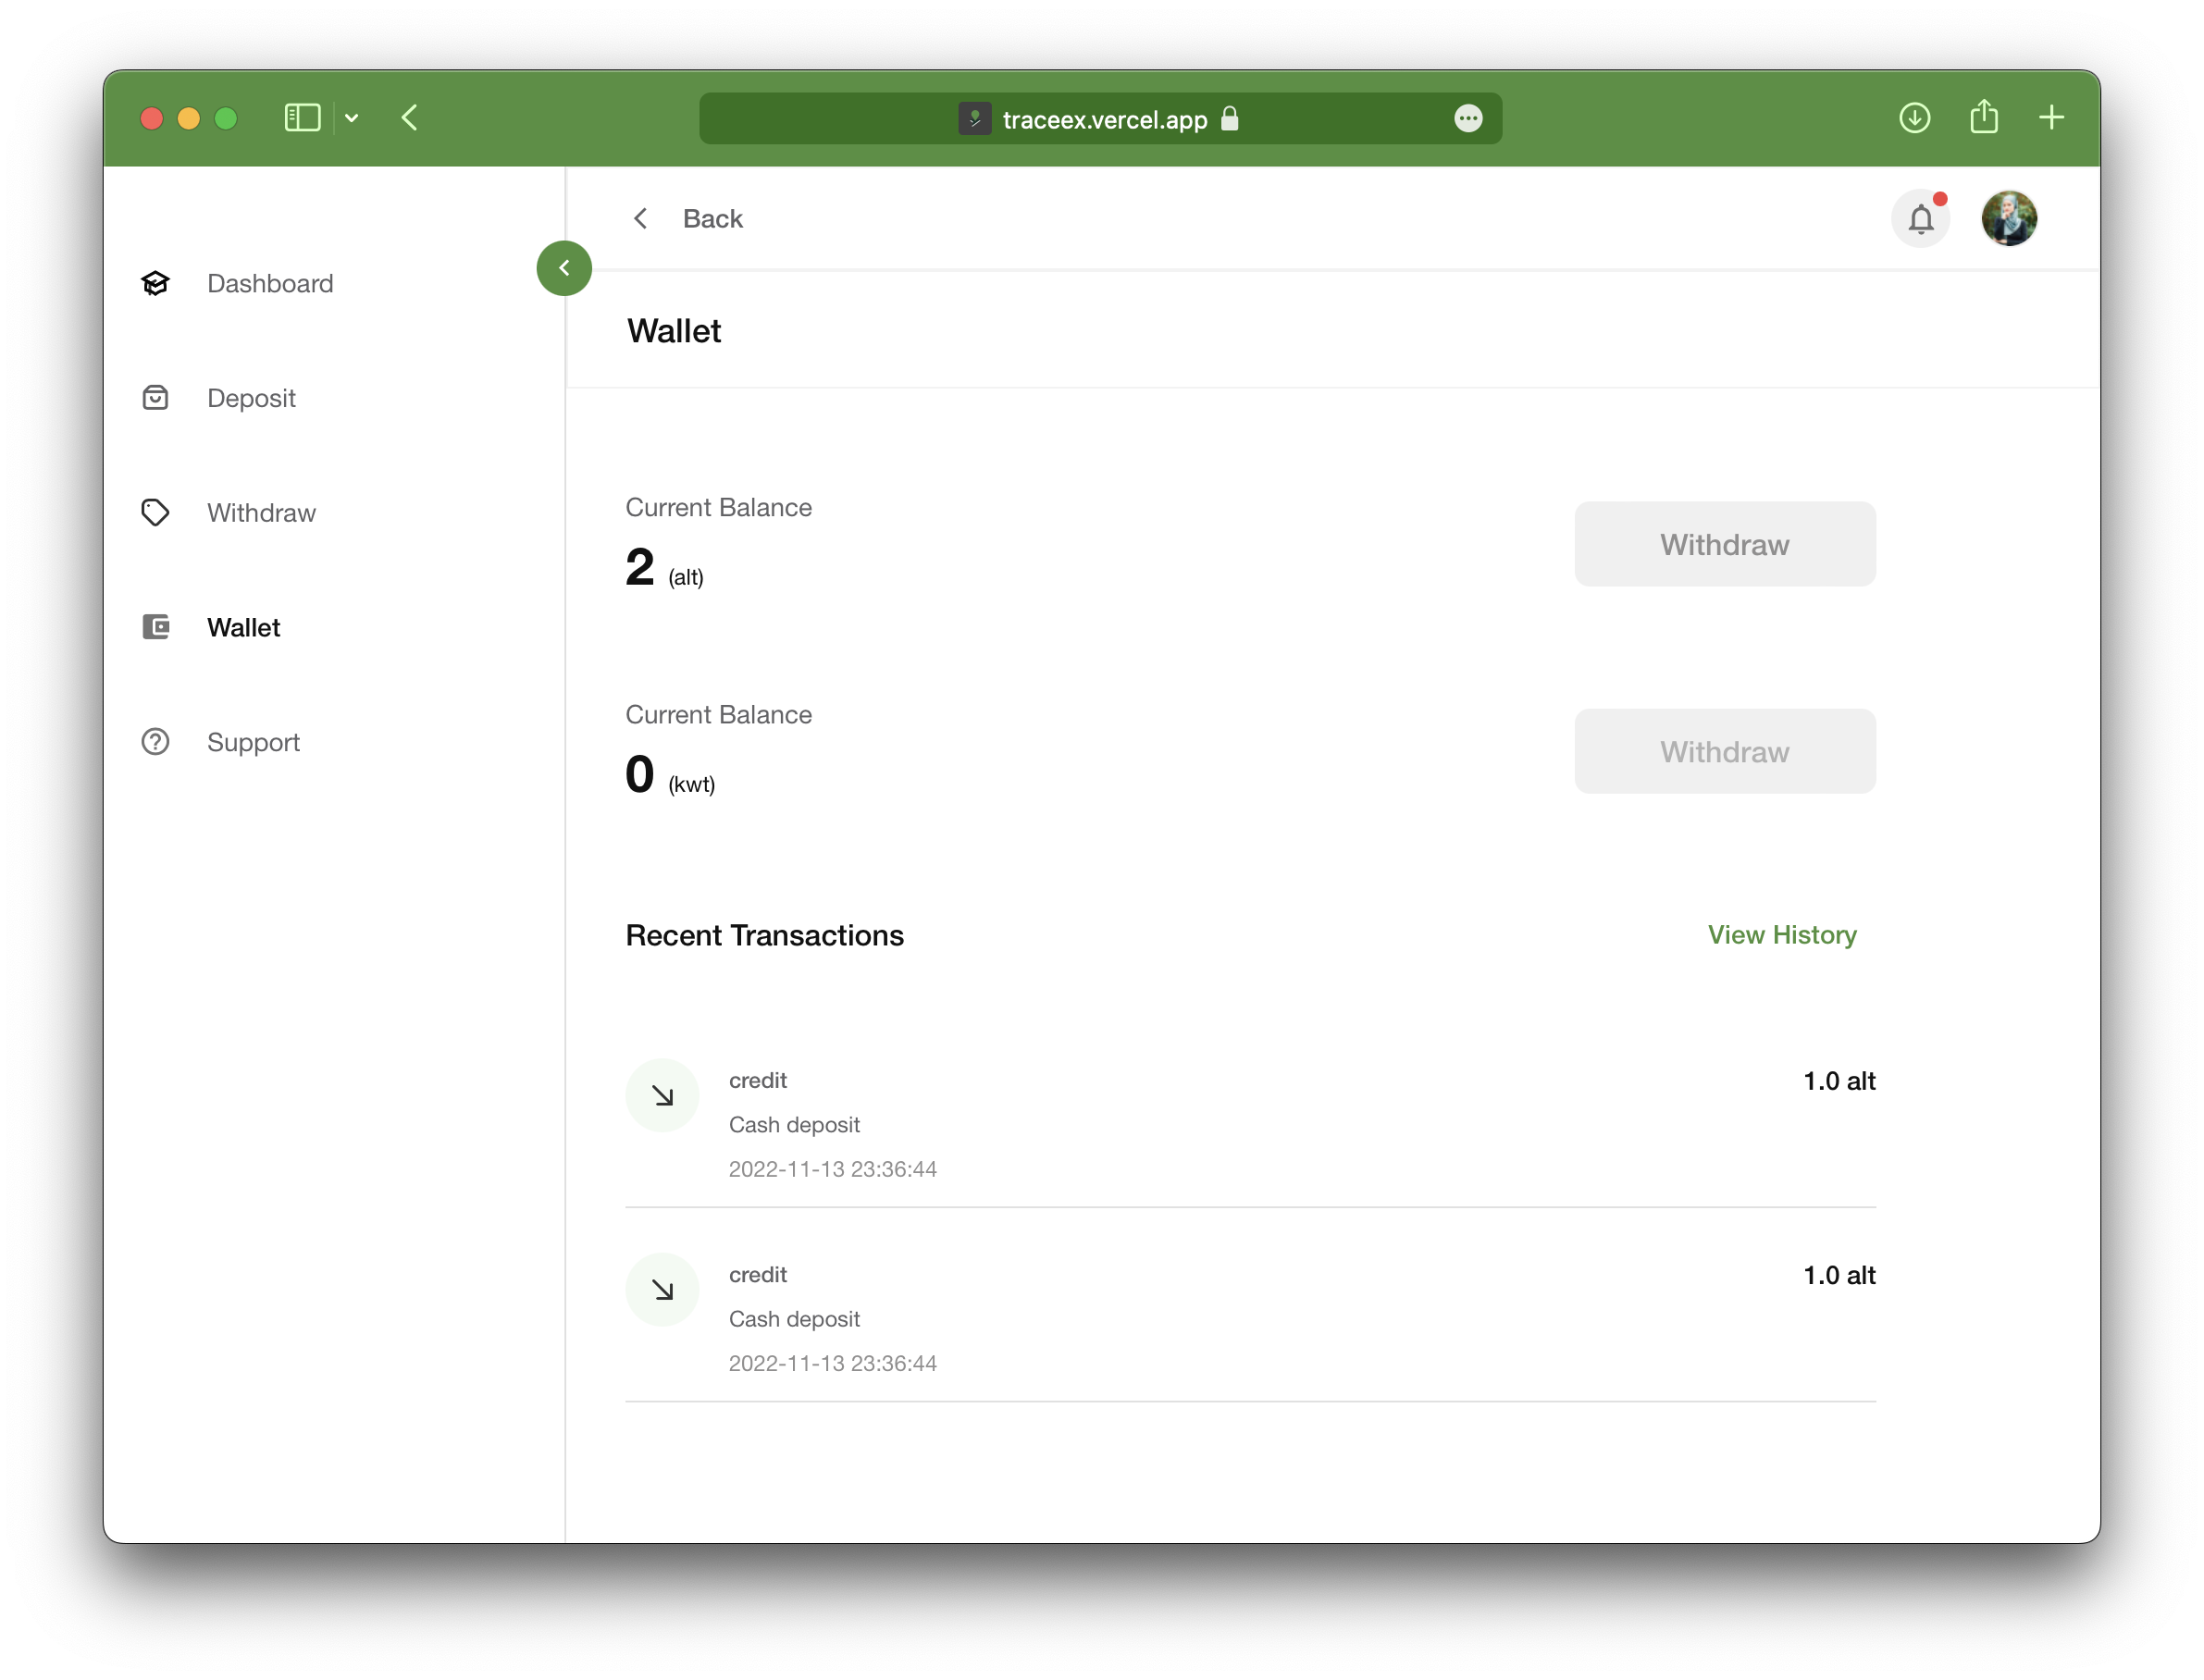 traceex.vercel.app
Back
Dashboard
Deposit
Withdraw
Wallet
Support
Wallet
Current Balance
2 (alt)
Withdraw
Current Balance
0 (kwt)
Withdraw
Recent Transactions
View History
credit
1.0 alt
Cash deposit
2022-11-13 23:36:44
credit
1.0 alt
Cash deposit
2022-11-13 23:36:44